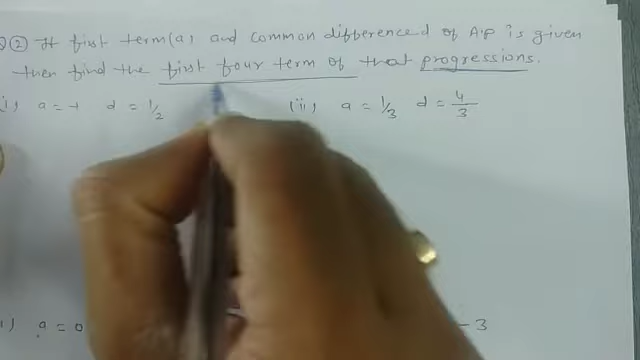 Q② If first term(a) and common difference d of A.P is given
then find the first four term of that progressions.
(i) a = -1 d = 1/2 (ii) a = 1/3 d = 4/3
a = 0 - 3